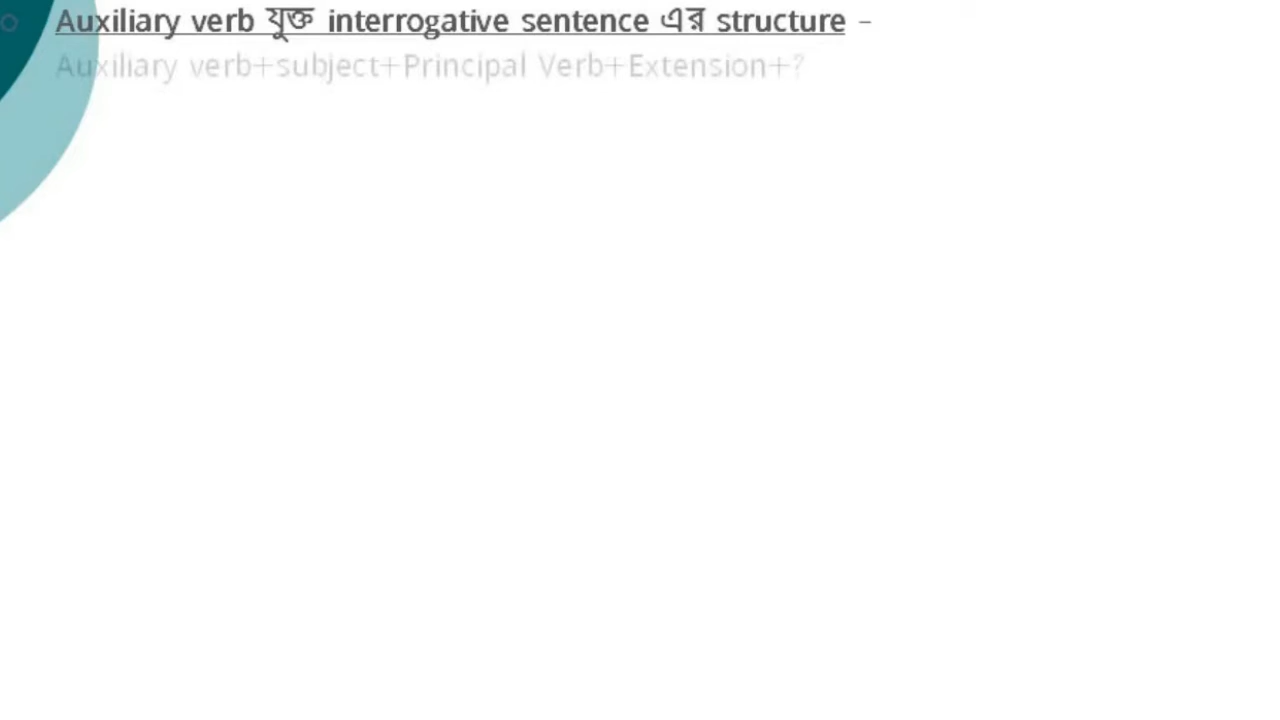 Auxiliary verb যুক্ত interrogative sentence এর structure –
Auxiliary verb+subject+Principal Verb+Extension+?